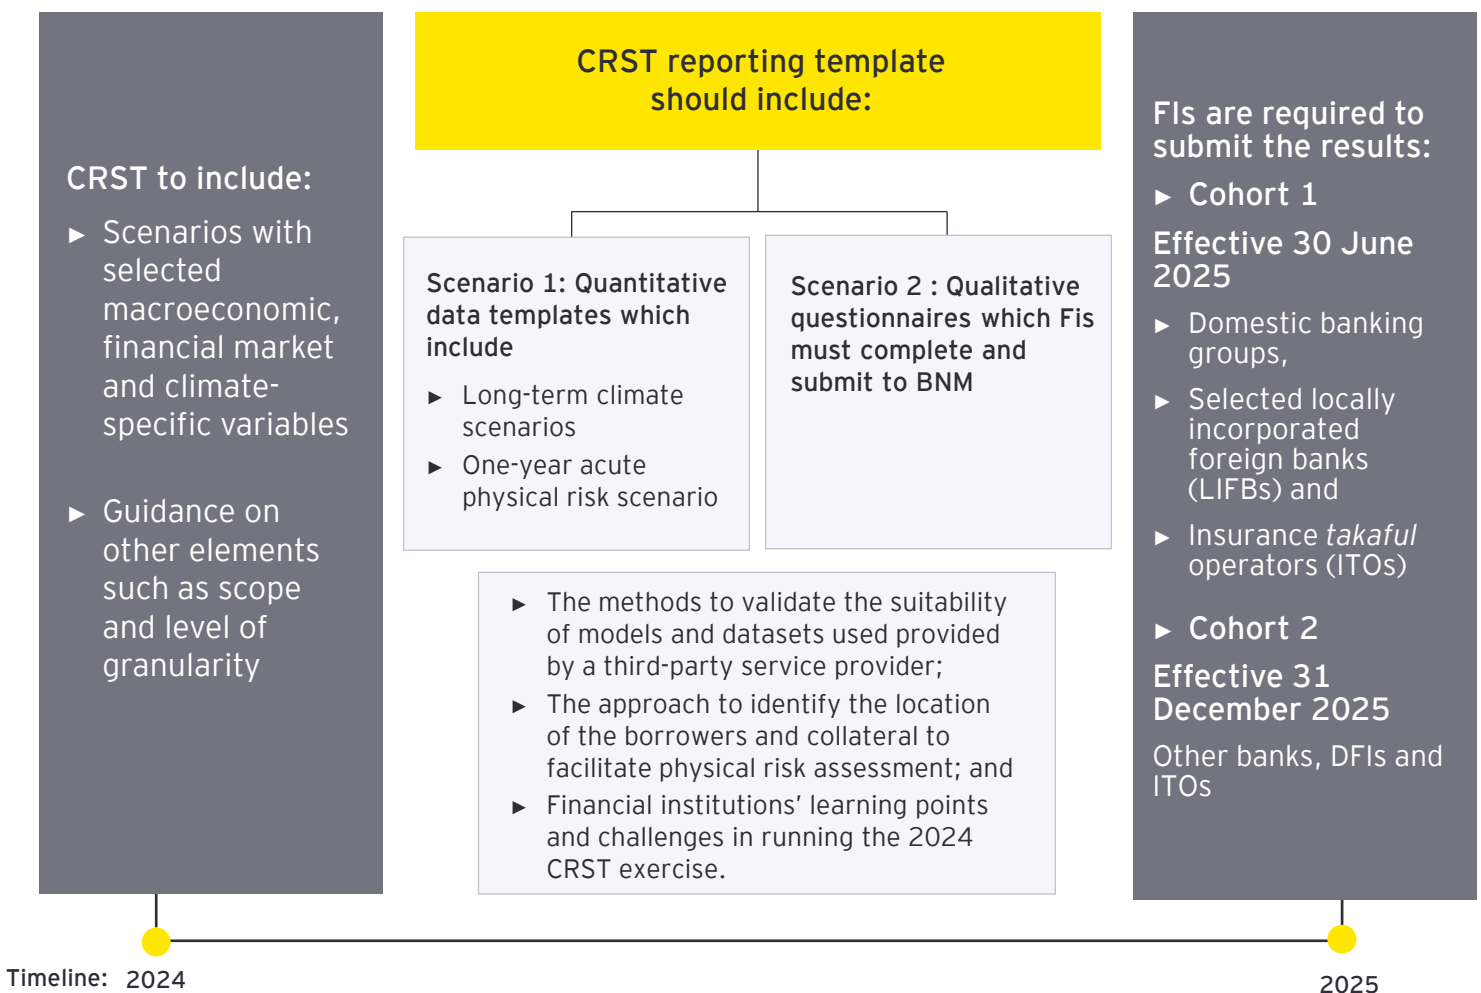 CRST to include:
► Scenarios with
selected
macroeconomic,
financial market
and climate-
specific variables
► Guidance on
other elements
such as scope
and level of
granularity
CRST reporting template
should include:
Scenario 1: Quantitative
data templates which
include
► Long-term climate
scenarios
► One-year acute
physical risk scenario
Scenario 2 : Qualitative
questionnaires which Fis
must complete and
submit to BNM
► The methods to validate the suitability
of models and datasets used provided
by a third-party service provider;
► The approach to identify the location
of the borrowers and collateral to
facilitate physical risk assessment; and
► Financial institutions’ learning points
and challenges in running the 2024
CRST exercise.
FIs are required to
submit the results:
► Cohort 1
Effective 30 June
2025
► Domestic banking
groups,
► Selected locally
incorporated
foreign banks
(LIFBs) and
► Insurance takaful
operators (ITOs)
► Cohort 2
Effective 31
December 2025
Other banks, DFIs and
ITOs
Timeline: 2024
2025